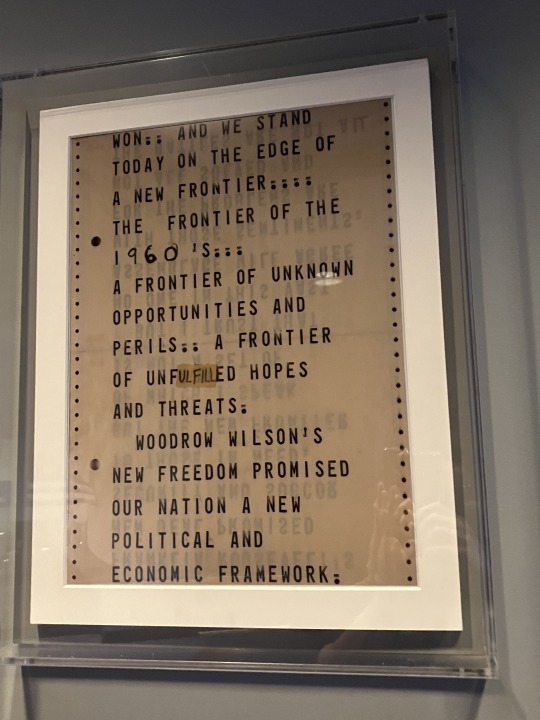 WON.. AND WE STAND
TODAY ON THE EDGE OF
A NEW FRONTIER....
THE FRONTIER OF THE
1960'S...
A FRONTIER OF UNKNOWN
OPPORTUNITIES AND
PERILS.. A FRONTIER
OF UNFULFILLED HOPES
AND THREATS.
WOODROW WILSON'S
NEW FREEDOM PROMISED
OUR NATION A NEW
POLITICAL AND
ECONOMIC FRAMEWORK.